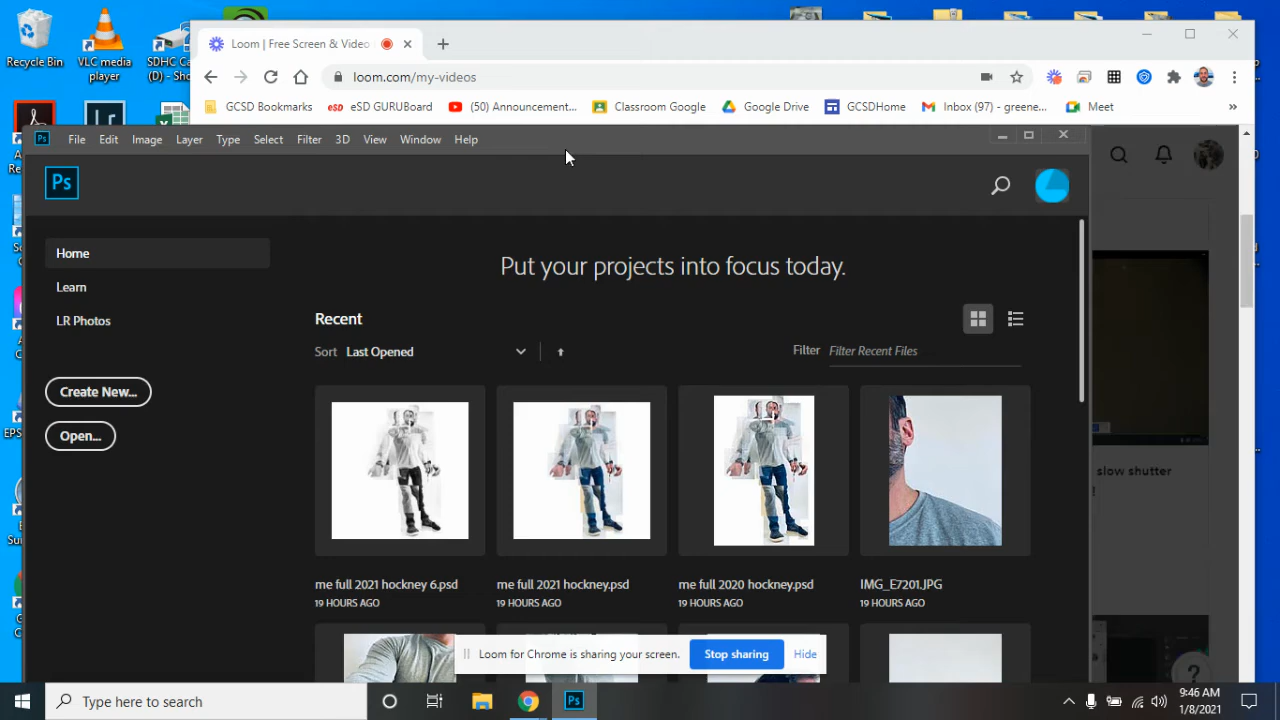 Loom | Free Screen & Video
loom.com/my-videos
GCSD Bookmarks
eSD eSD GURUBoard
(50) Announcement...
Classroom Google
Google Drive
GCSDHome
Inbox (97) - greene...
Meet
»
Recycle Bin
VLC media player
SDHC Ca
(D) - Sho
Lr
Ps
File Edit Image Layer Type Select Filter 3D View Window Help
Ps
Home
Learn
LR Photos
Create New...
Open...
Put your projects into focus today.
Recent
Sort Last Opened
Filter Filter Recent Files
me full 2021 hockney 6.psd
19 HOURS AGO
me full 2021 hockney.psd
19 HOURS AGO
me full 2020 hockney.psd
19 HOURS AGO
IMG_E7201.JPG
19 HOURS AGO
slow shutter
!
EPS
Loom for Chrome is sharing your screen.
Stop sharing
Hide
?
Type here to search
Ps
9:46 AM
1/8/2021